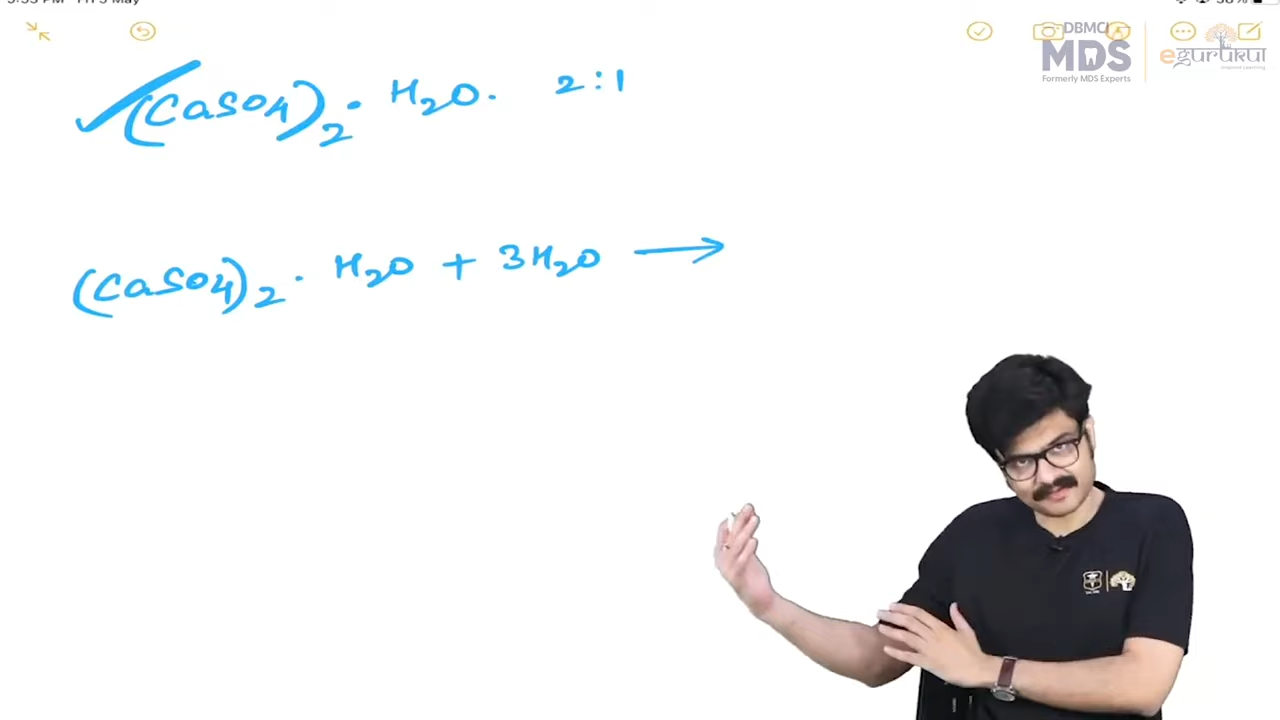 DBMCI
MDS
Formerly MDS Experts
egurukul
(CaSO4)2 · H2O. 2:1
(CaSO4)2 · H2O + 3H2O →